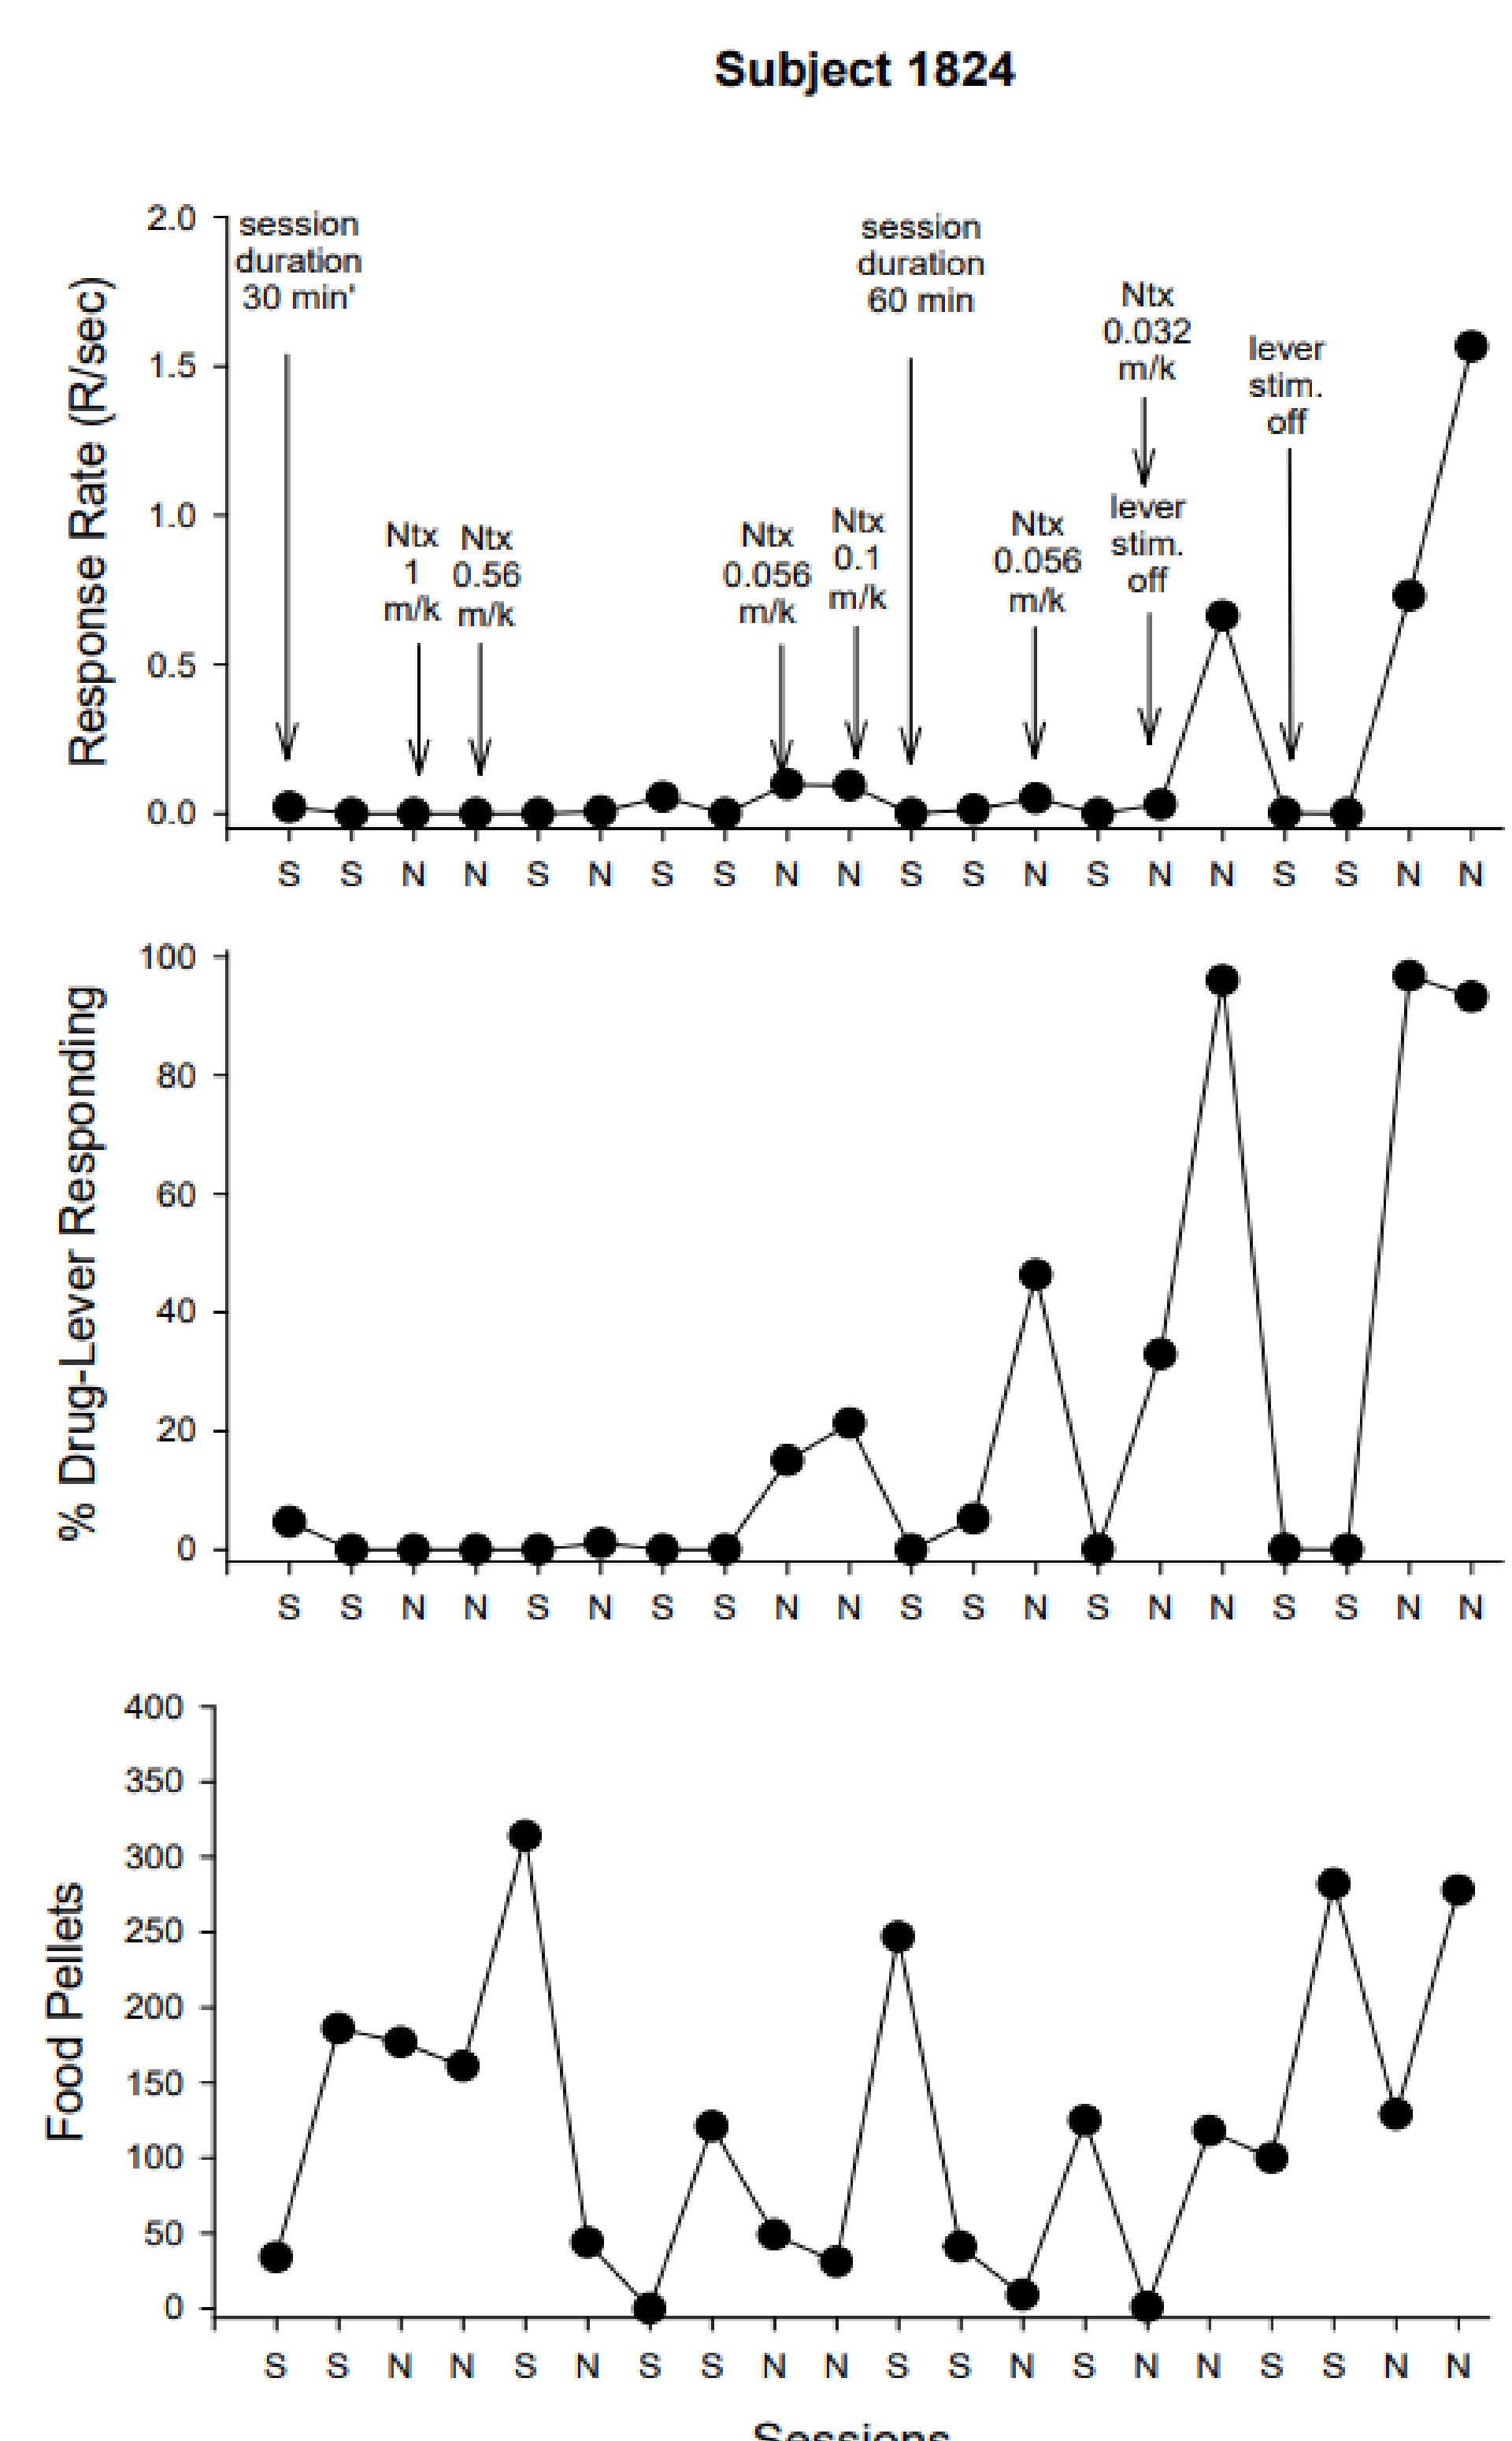 Subject 1824
Response Rate (R/sec)
2.0
1.5
1.0
0.5
0.0
session
duration
30 min'
Ntx
1
m/k
Ntx
0.56
m/k
Ntx
0.056
m/k
Ntx
0.1
m/k
session
duration
60 min
Ntx
0.056
m/k
Ntx
0.032
m/k
lever
stim.
off
lever
stim.
off
S S N N S N S S N N S S N S N N S S N N
% Drug-Lever Responding
100
80
60
40
20
0
S S N N S N S S N N S S N S N N S S N N
Food Pellets
400
350
300
250
200
150
100
50
0
S S N N S N S S N N S S N S N N S S N N
Sessions